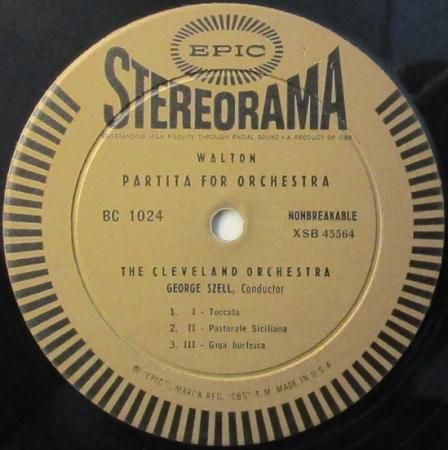 EPIC
STEREORAMA
OUTSTANDING HIGH FIDELITY THROUGH RADIAL SOUND • A PRODUCT OF CBS
WALTON
PARTITA FOR ORCHESTRA
BC 1024
NONBREAKABLE
XSB 45564
THE CLEVELAND ORCHESTRA
GEORGE SZELL, Conductor
1. I - Toccata
2. II - Pastorale Siciliana
3. III - Giga burlesca
® "EPIC", MARCA REG. "CBS" T.M. MADE IN U.S.A.